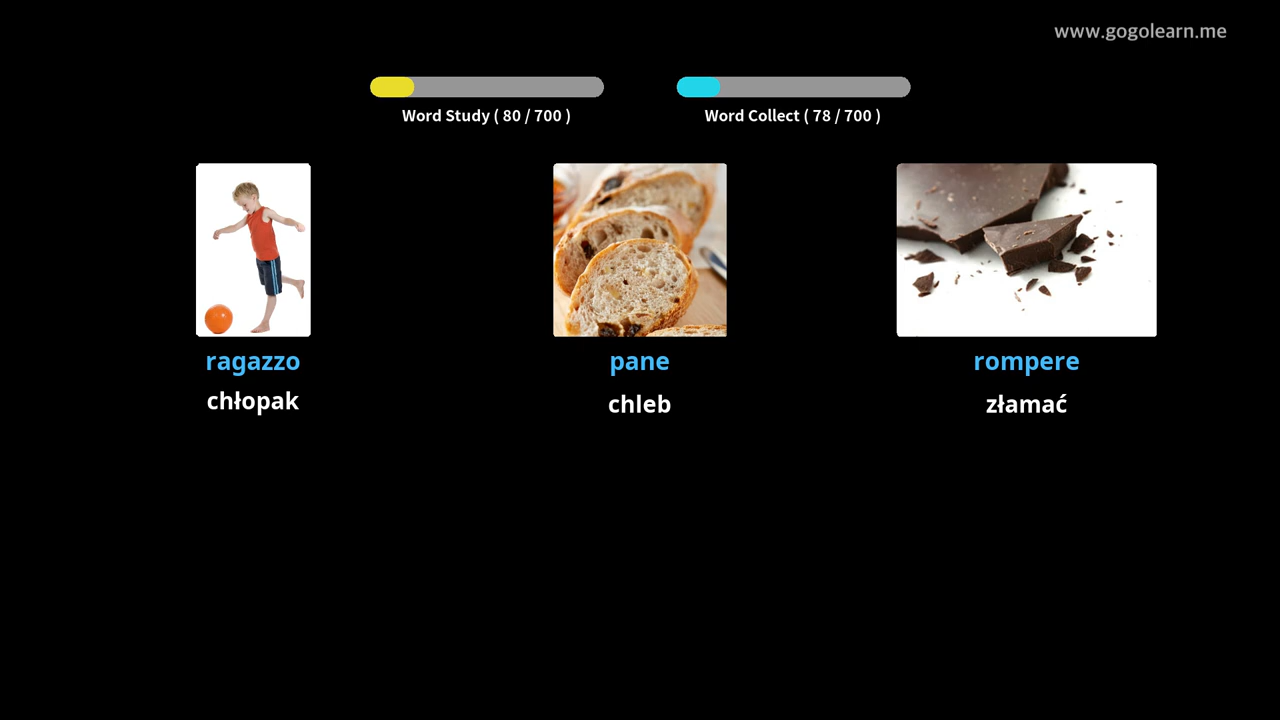 www.gogolearn.me
Word Study ( 80 / 700 )
Word Collect ( 78 / 700 )
ragazzo
chłopak
pane
chleb
rompere
złamać